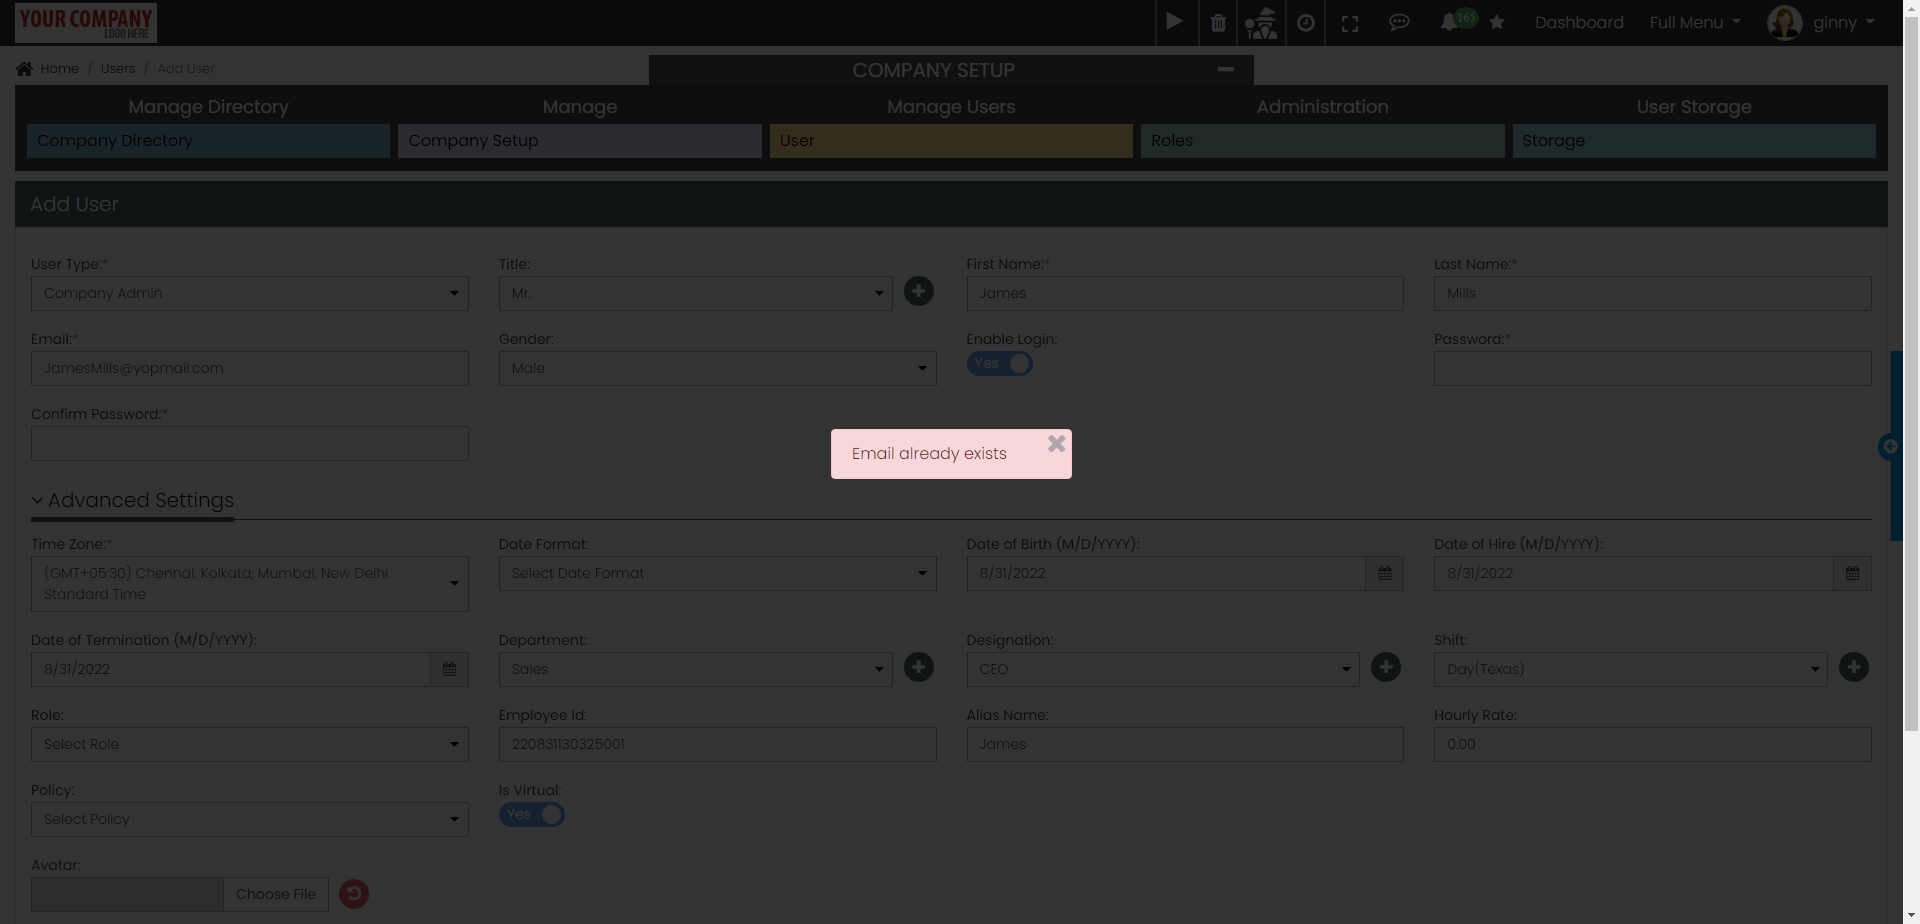 YOUR COMPANY
LOGO HERE
165
Dashboard
Full Menu
ginny
Home / Users / Add User
COMPANY SETUP
Manage Directory
Manage
Manage Users
Administration
User Storage
Company Directory
Company Setup
User
Roles
Storage
Add User
User Type:*
Title:
First Name:*
Last Name:*
Company Admin
Mr.
James
Mills
Email:*
Gender:
Enable Login:
Password:*
JamesMills@yopmail.com
Male
Yes
Confirm Password:*
Email already exists
Advanced Settings
Time Zone:*
Date Format:
Date of Birth (M/D/YYYY):
Date of Hire (M/D/YYYY):
(GMT+05:30) Chennai, Kolkata, Mumbai, New Delhi
Standard Time
Select Date Format
8/31/2022
8/31/2022
Date of Termination (M/D/YYYY):
Department:
Designation:
Shift:
8/31/2022
Sales
CEO
Day(Texas)
Role:
Employee Id:
Alias Name:
Hourly Rate:
Select Role
220831130325001
James
0.00
Policy:
Is Virtual:
Select Policy
Yes
Avatar:
Choose File